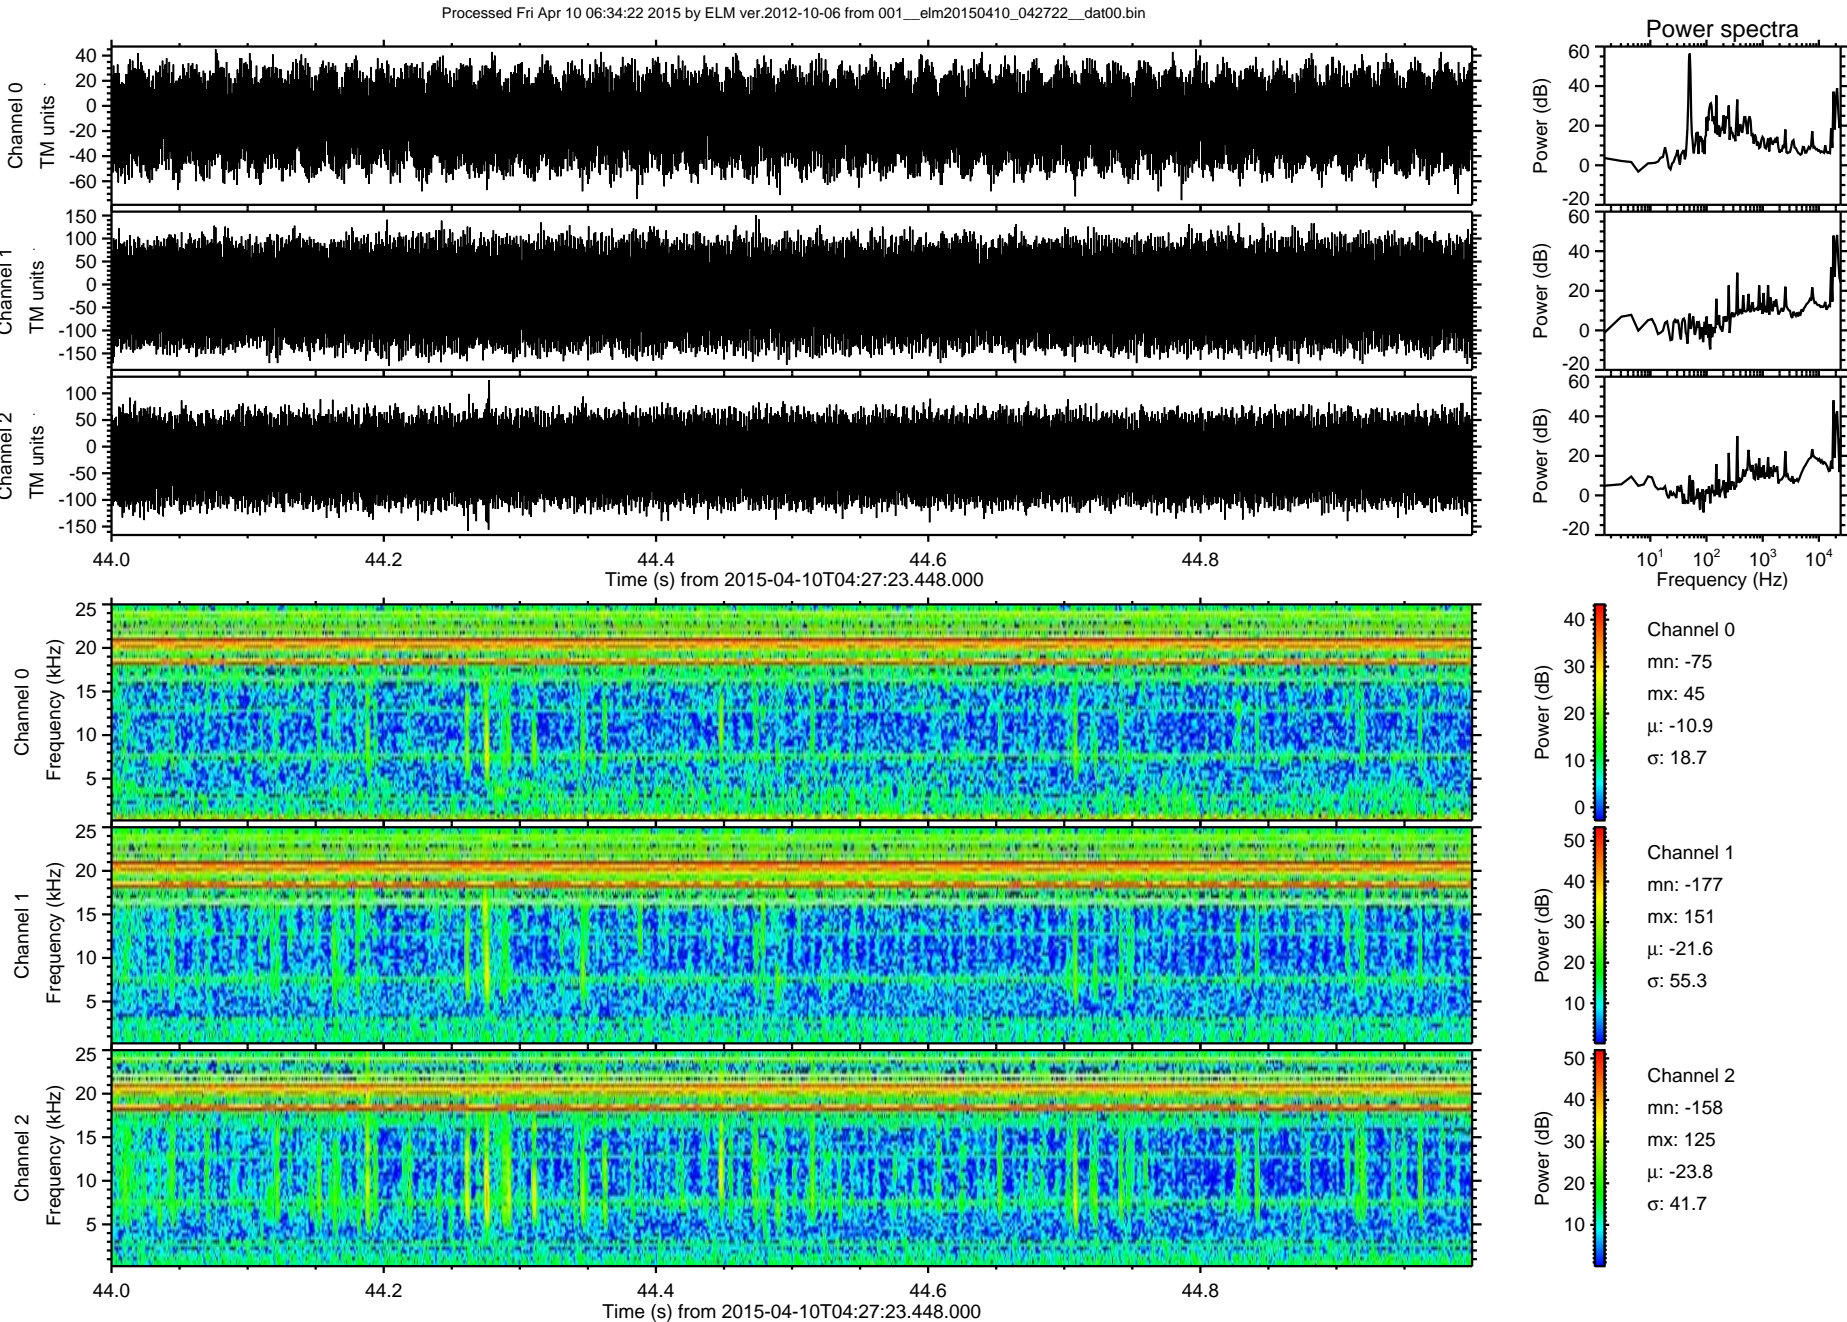 Processed Fri Apr 10 06:34:22 2015 by ELM ver.2012-10-06 from 001__elm20150410_042722__dat00.bin
Power spectra
Channel 0
TM units
40
20
0
-20
-40
-60
Power (dB)
60
40
20
0
-20
Channel 1
TM units
150
100
50
0
-50
-100
-150
Power (dB)
60
40
20
0
-20
Channel 2
TM units
100
50
0
-50
-100
-150
Power (dB)
60
40
20
0
-20
44.0 44.2 44.4 44.6 44.8
Time (s) from 2015-04-10T04:27:23.448.000
10¹ 10² 10³ 10⁴
Frequency (Hz)
Channel 0
Frequency (kHz)
25
20
15
10
5
Power (dB)
40
30
20
10
0
Channel 0
mn: -75
mx: 45
μ: -10.9
σ: 18.7
Channel 1
Frequency (kHz)
25
20
15
10
5
Power (dB)
50
40
30
20
10
Channel 1
mn: -177
mx: 151
μ: -21.6
σ: 55.3
Channel 2
Frequency (kHz)
25
20
15
10
5
Power (dB)
50
40
30
20
10
Channel 2
mn: -158
mx: 125
μ: -23.8
σ: 41.7
44.0 44.2 44.4 44.6 44.8
Time (s) from 2015-04-10T04:27:23.448.000